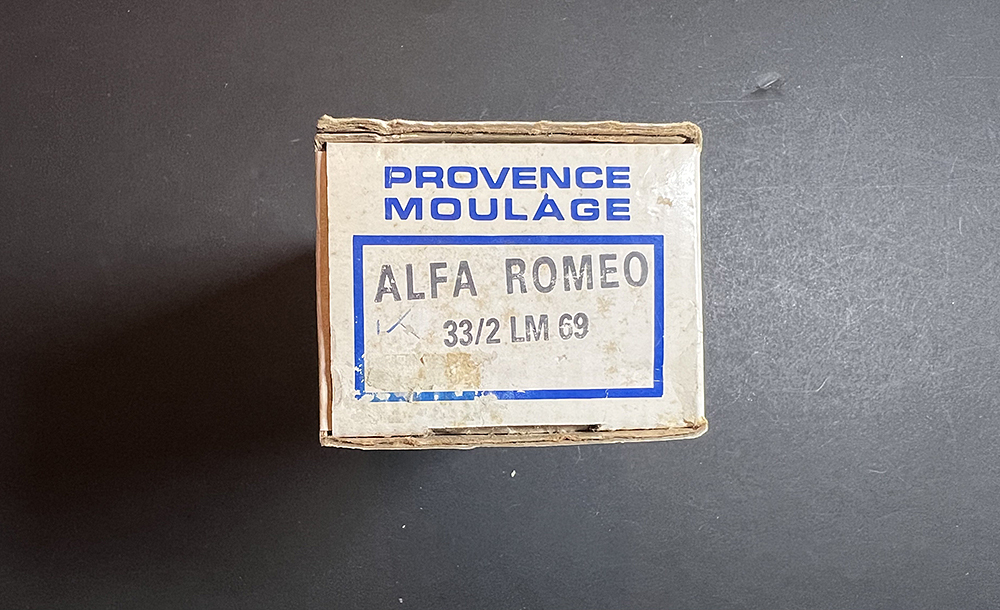 PROVENCE
MOULAGE
ALFA ROMEO
33/2 LM 69